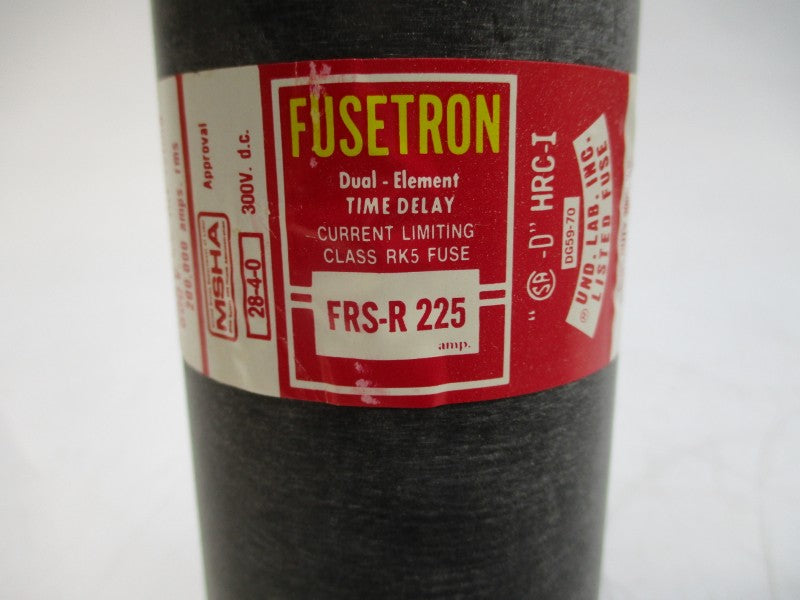 FUSETRON
Dual - Element
TIME DELAY
CURRENT LIMITING
CLASS RK5 FUSE
FRS-R 225
amp.
200,000 amps rms
Approval
MSHA
28-4-0
300V. d.c.
" SA -D" HRC-I
DG59-70
UND. LAB. INC.
® LISTED FUSE